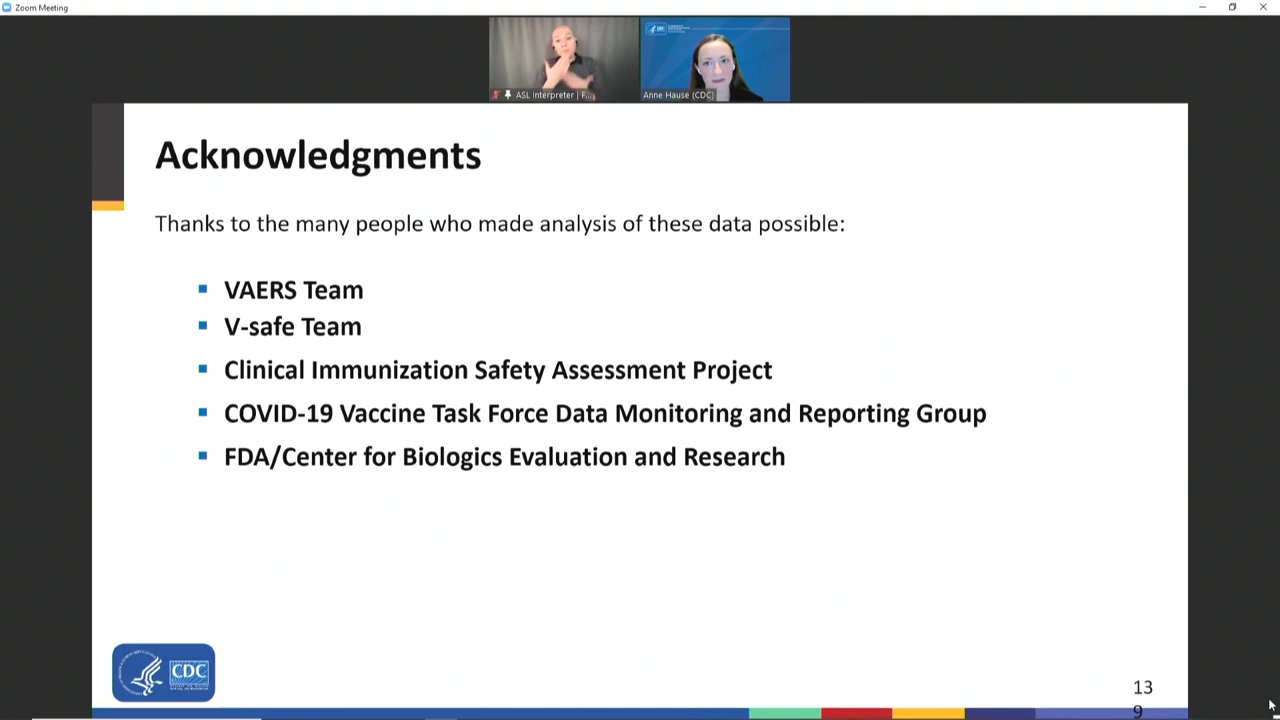 Zoom Meeting
ASL Interpreter | F...
Anne Hause (CDC)
Acknowledgments
Thanks to the many people who made analysis of these data possible:
VAERS Team
V-safe Team
Clinical Immunization Safety Assessment Project
COVID-19 Vaccine Task Force Data Monitoring and Reporting Group
FDA/Center for Biologics Evaluation and Research
CDC
13
9